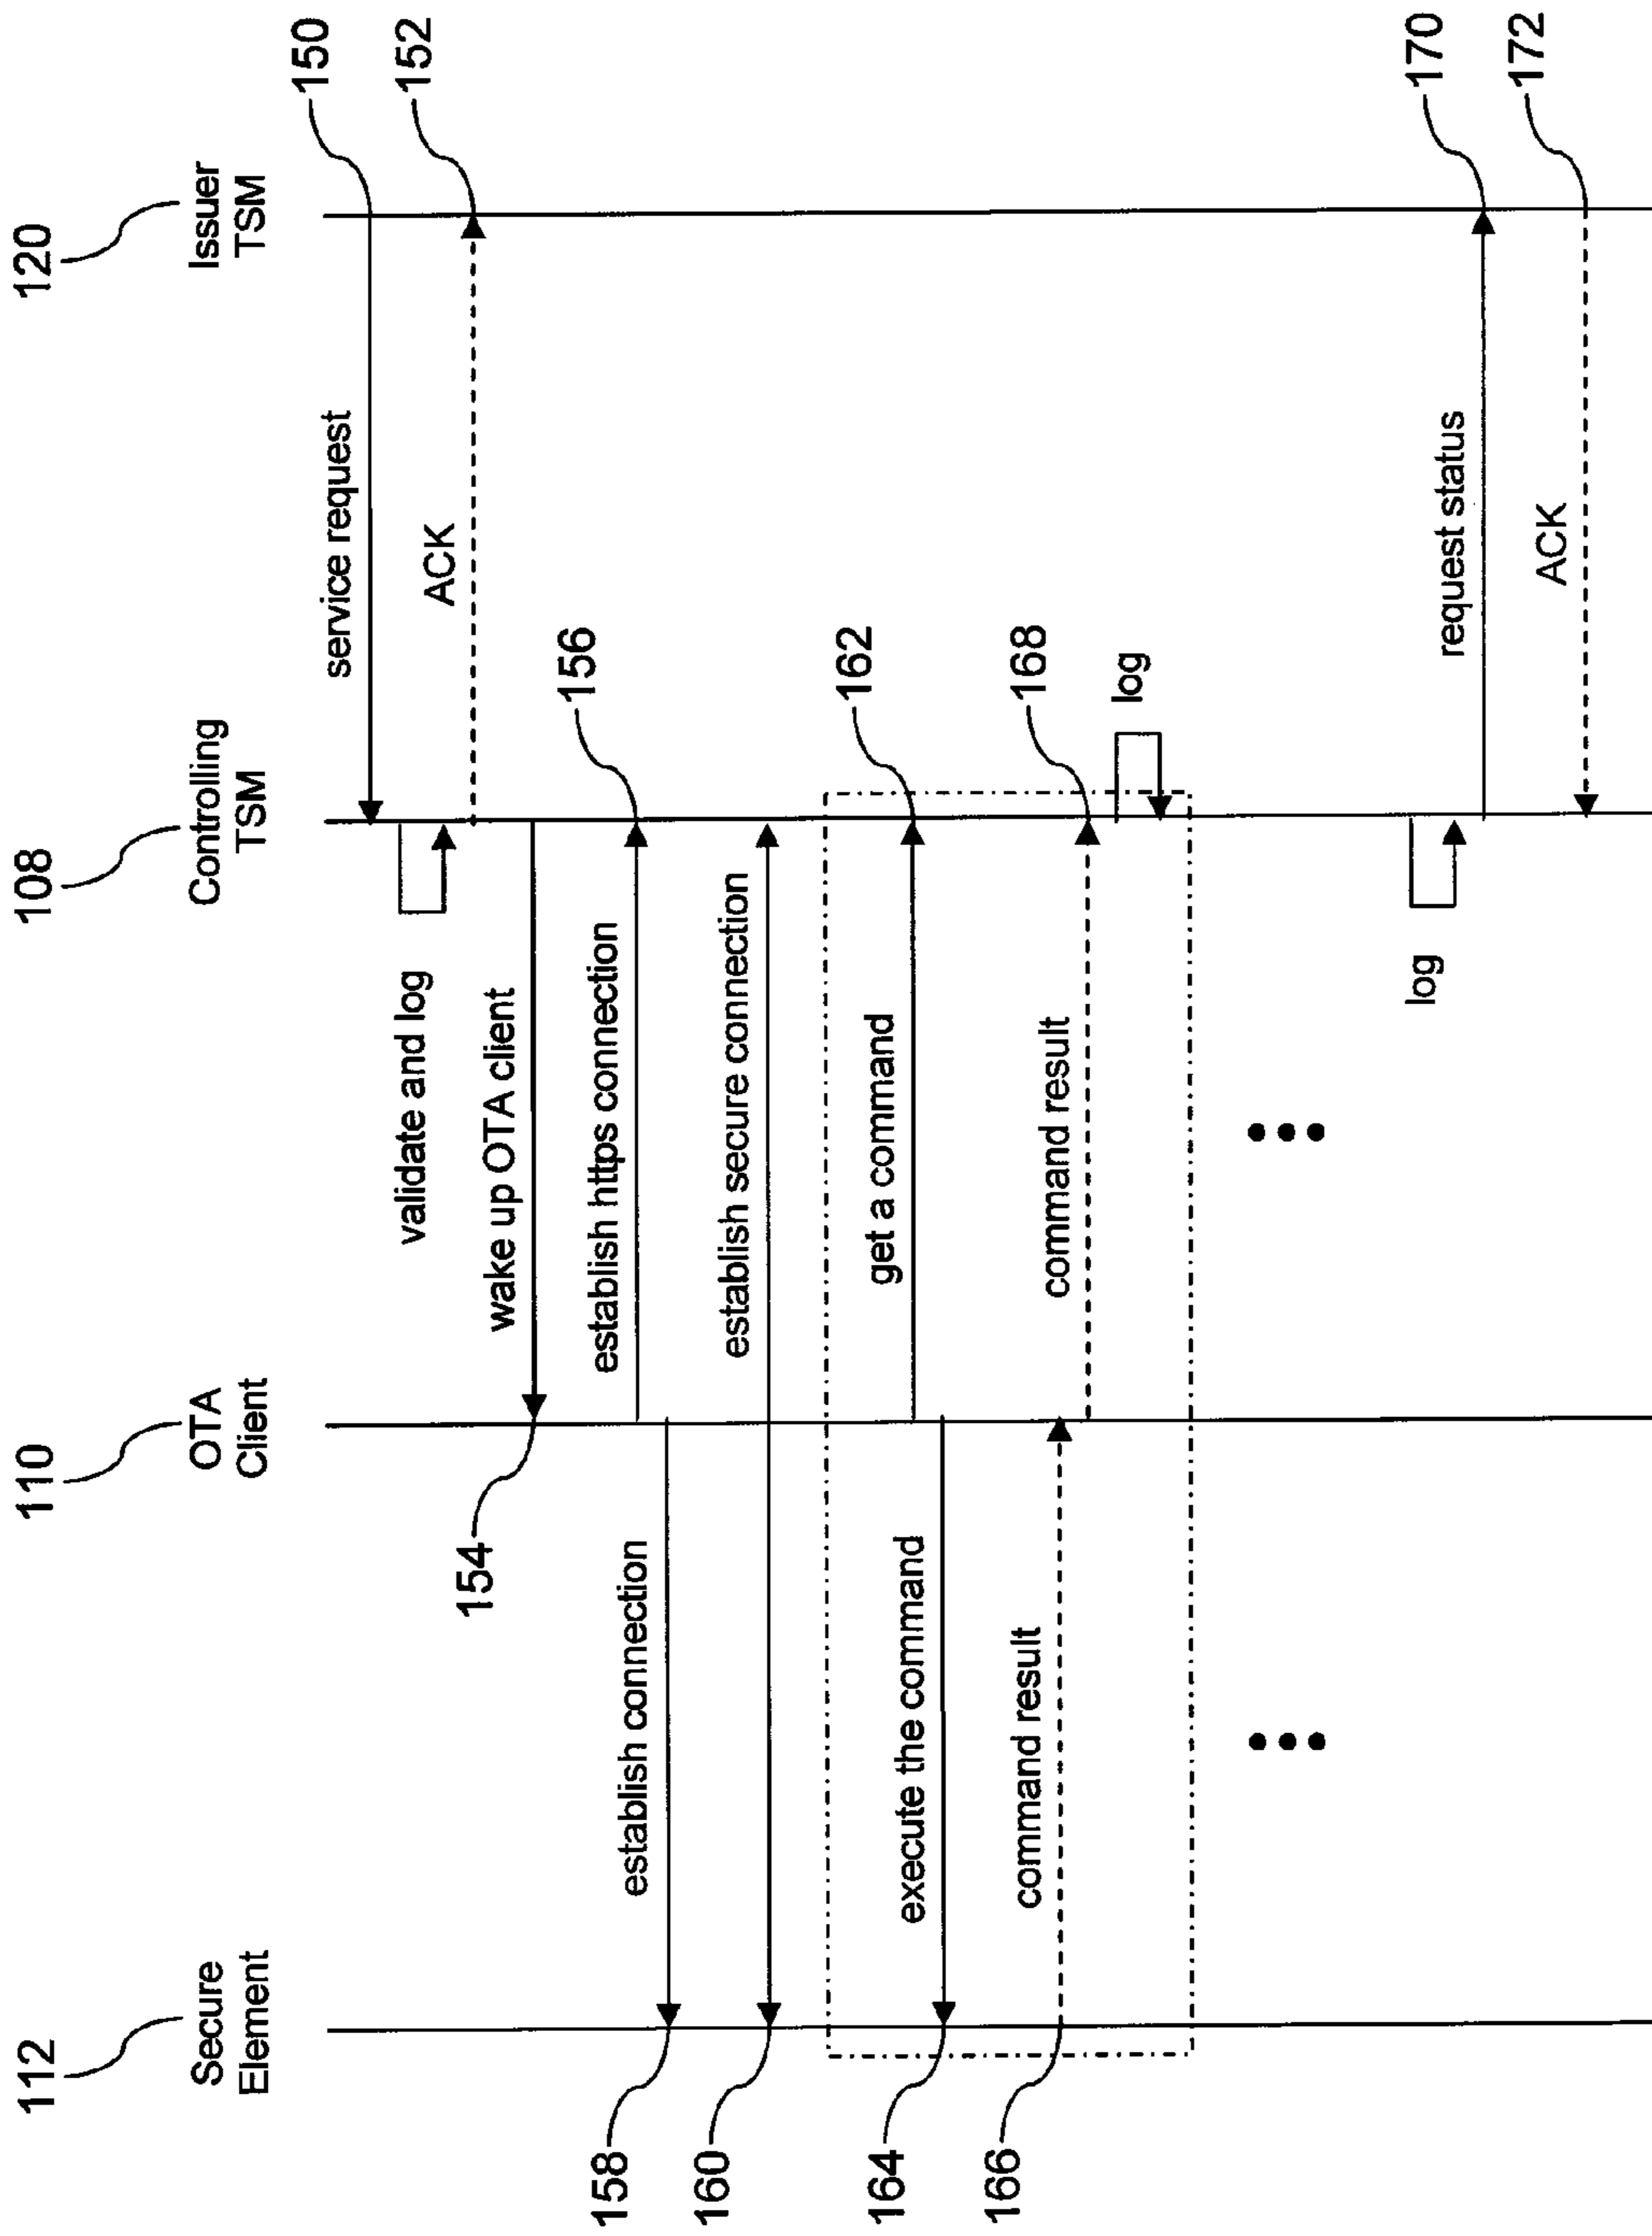 112
110
108
120
Secure
Element
OTA
Client
Controlling
TSM
Issuer
TSM
150
service request
validate and log
152
ACK
154
wake up OTA client
156
establish https connection
158
establish connection
160
establish secure connection
162
get a command
164
execute the command
166
command result
168
command result
log
•••
•••
log
170
request status
172
ACK